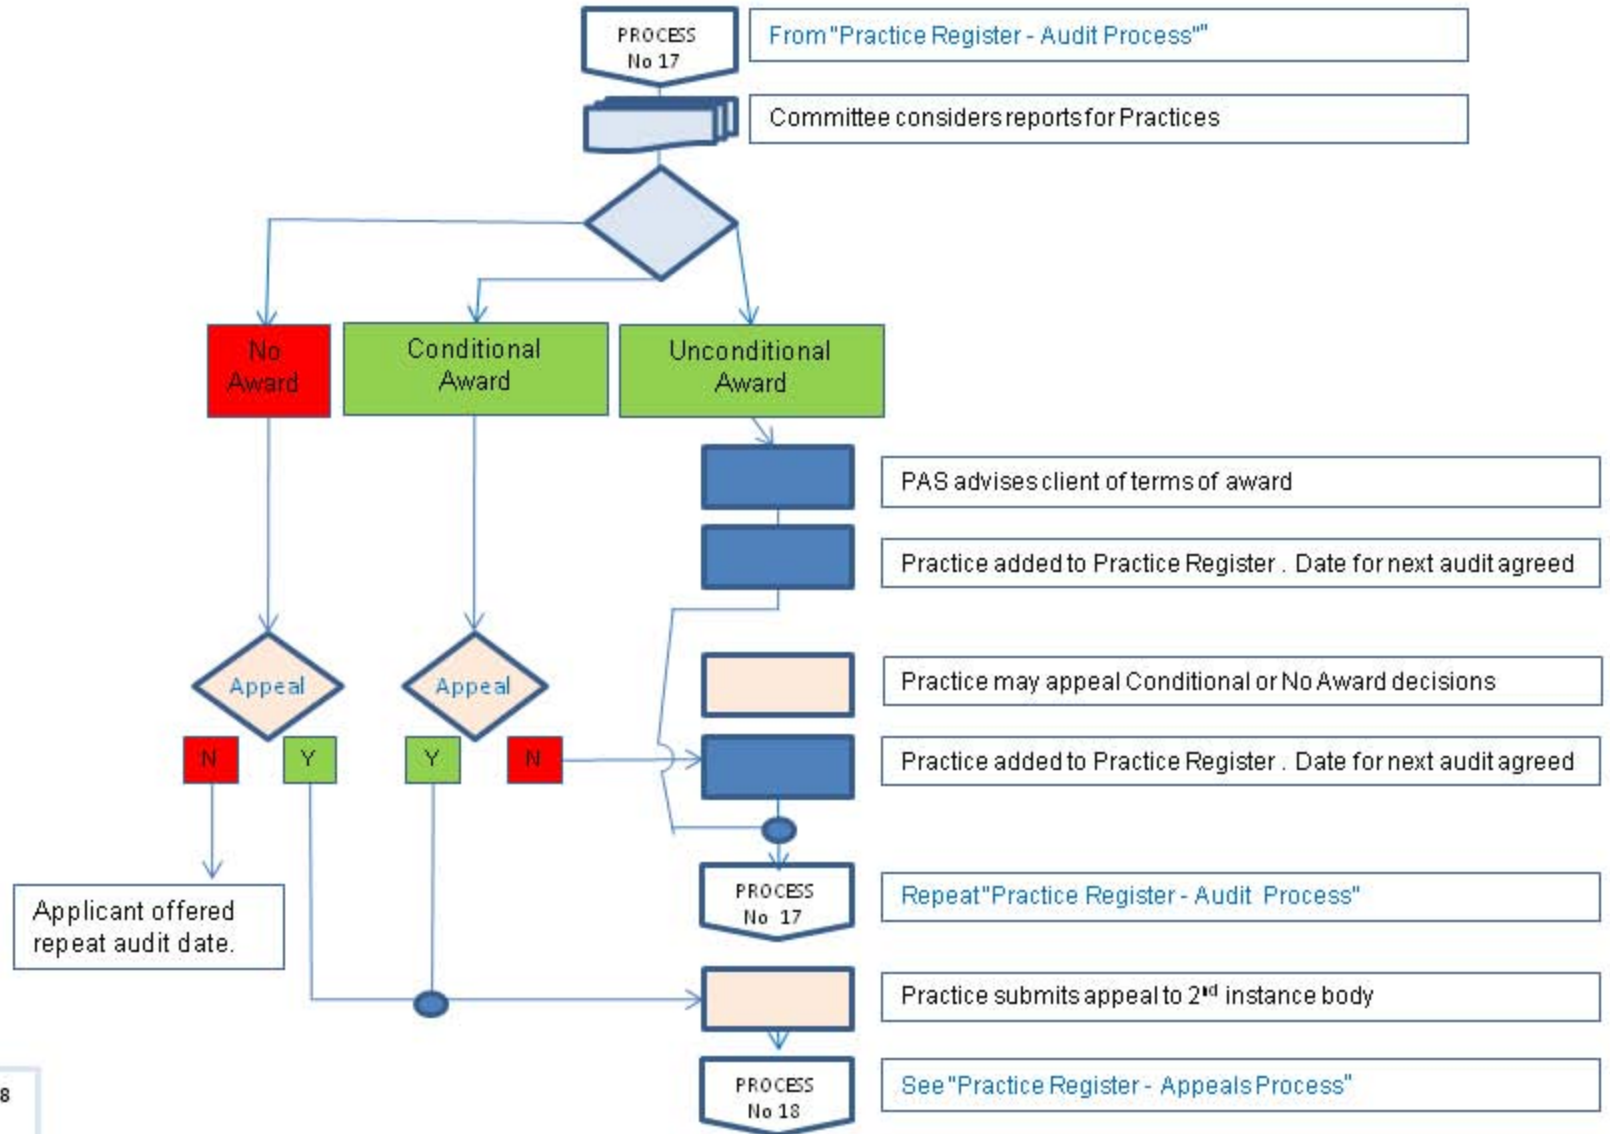 PROCESS
No 17
From "Practice Register - Audit Process""
Committee considers reports for Practices
No
Award
Conditional
Award
Unconditional
Award
PAS advises client of terms of award
Practice added to Practice Register . Date for next audit agreed
Appeal
Appeal
Practice may appeal Conditional or No Award decisions
N
Y
Y
N
Practice added to Practice Register . Date for next audit agreed
Applicant offered
repeat audit date.
PROCESS
No 17
Repeat "Practice Register - Audit Process"
Practice submits appeal to 2nd instance body
PROCESS
No 18
See "Practice Register - Appeals Process"
8